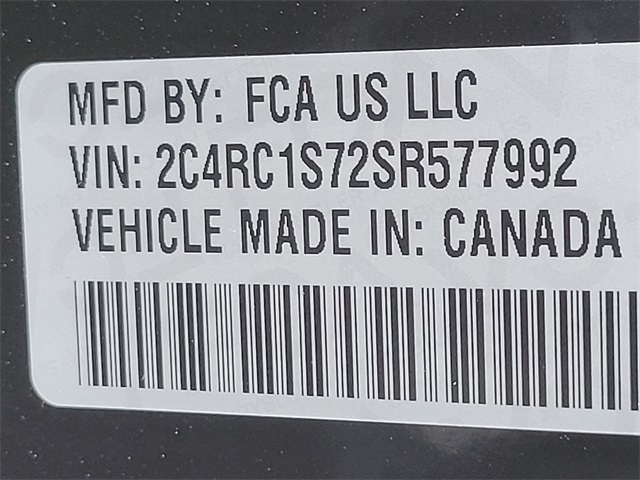 MFD BY: FCA US LLC
VIN: 2C4RC1S72SR577992
VEHICLE MADE IN: CANADA